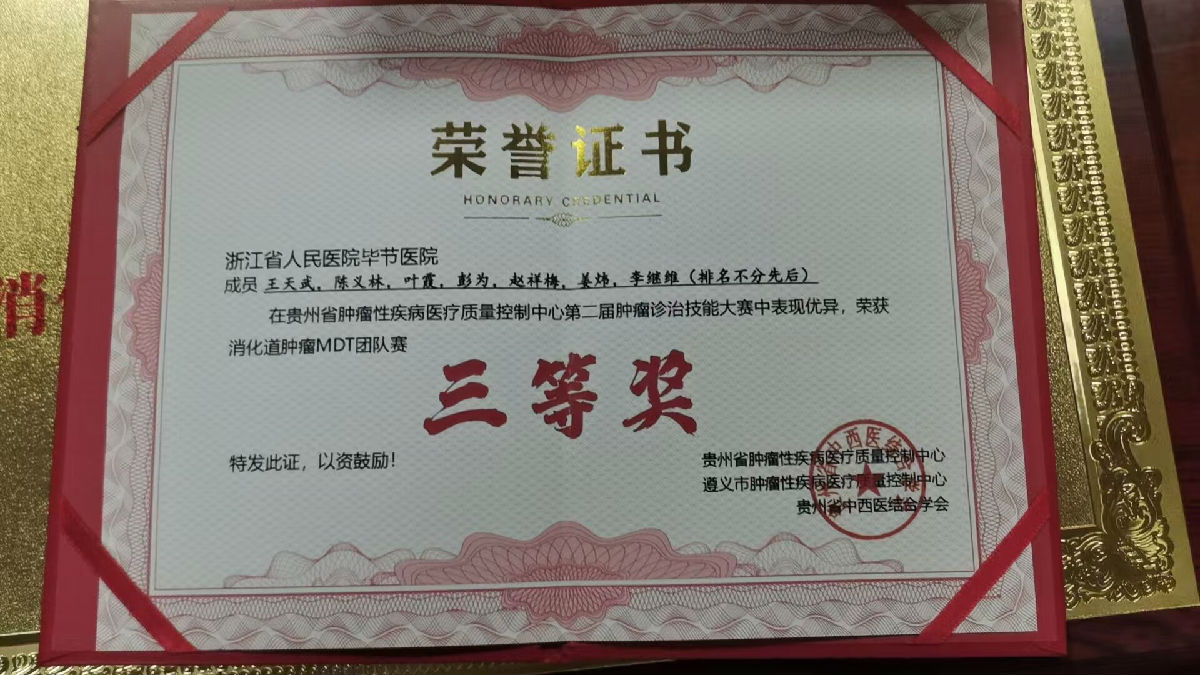 荣誉证书
HONORARY CREDENTIAL
浙江省人民医院毕节医院
成员 王天武，陈义林，叶霞，彭为，赵祥梅，姜炜，李继维（排名不分先后）
在贵州省肿瘤性疾病医疗质量控制中心第二届肿瘤诊治技能大赛中表现优异，荣获
消化道肿瘤MDT团队赛
三等奖
特发此证，以资鼓励！
贵州省肿瘤性疾病医疗质量控制中心
遵义市肿瘤性疾病医疗质量控制中心
贵州省中西医结合学会
消